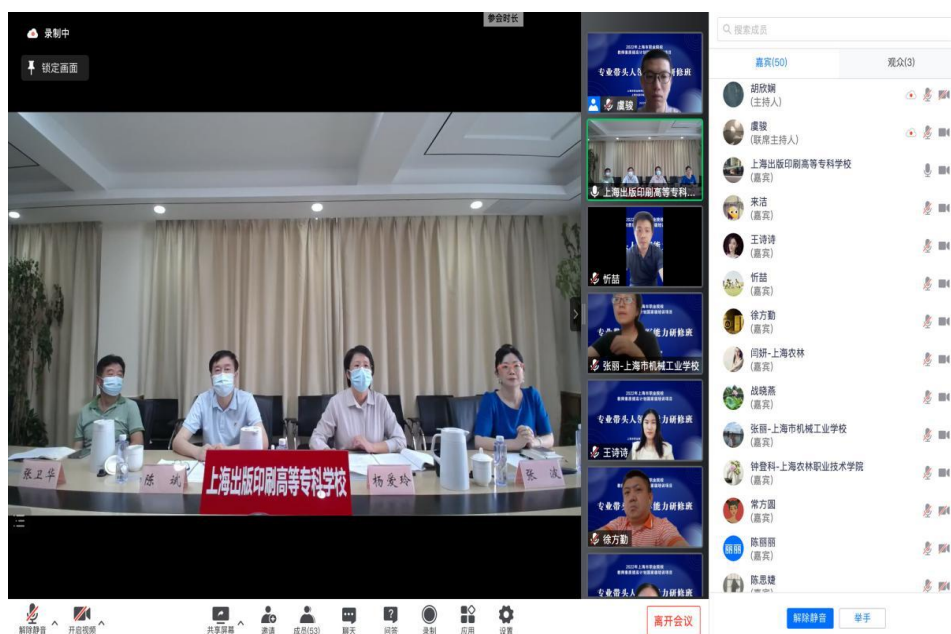 参会时长
录制中
锁定画面
张卫华
陈斌
上海出版印刷高等专科学校
杨爱玲
张波
虞骏
上海出版印刷高等专科...
忻喆
张丽-上海市机械工业学校
王诗诗
徐方勤
搜索成员
嘉宾(50)
观众(3)
胡欣娴
(主持人)
虞骏
(联席主持人)
上海出版印刷高等专科学校
(嘉宾)
来洁
(嘉宾)
王诗诗
(嘉宾)
忻喆
(嘉宾)
徐方勤
(嘉宾)
闫妍-上海农林
(嘉宾)
战晓燕
(嘉宾)
张丽-上海市机械工业学校
(嘉宾)
钟登科-上海农林职业技术学院
(嘉宾)
常方圆
(嘉宾)
丽丽
陈丽丽
(嘉宾)
陈思婕
(嘉宾)
解除静音
开启视频
共享屏幕
邀请
成员(53)
聊天
问答
录制
应用
设置
离开会议
解除静音
举手